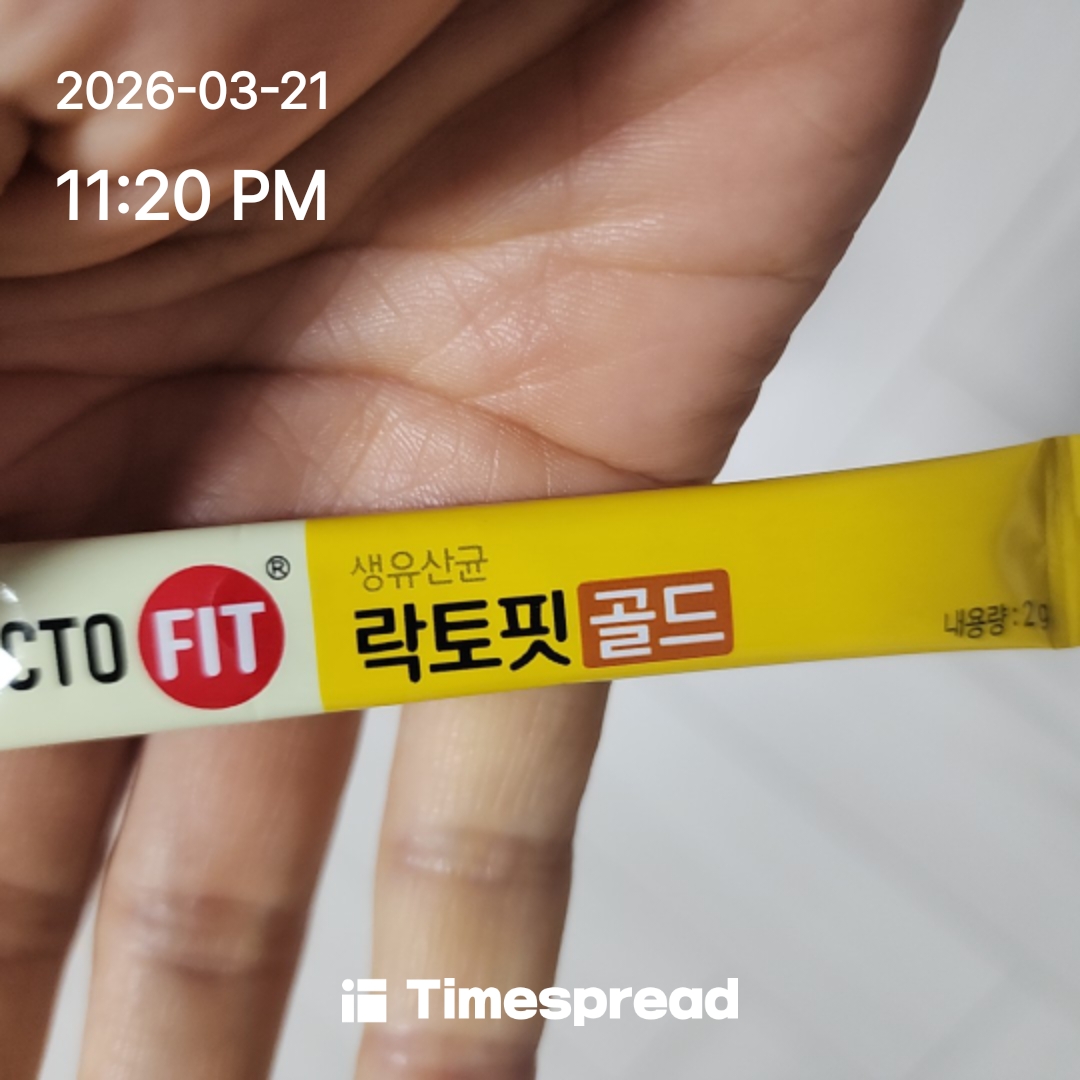 2026-03-21
11:20 PM
CTO FIT®
생유산균
락토핏 골드
내용량:2g
Timespread